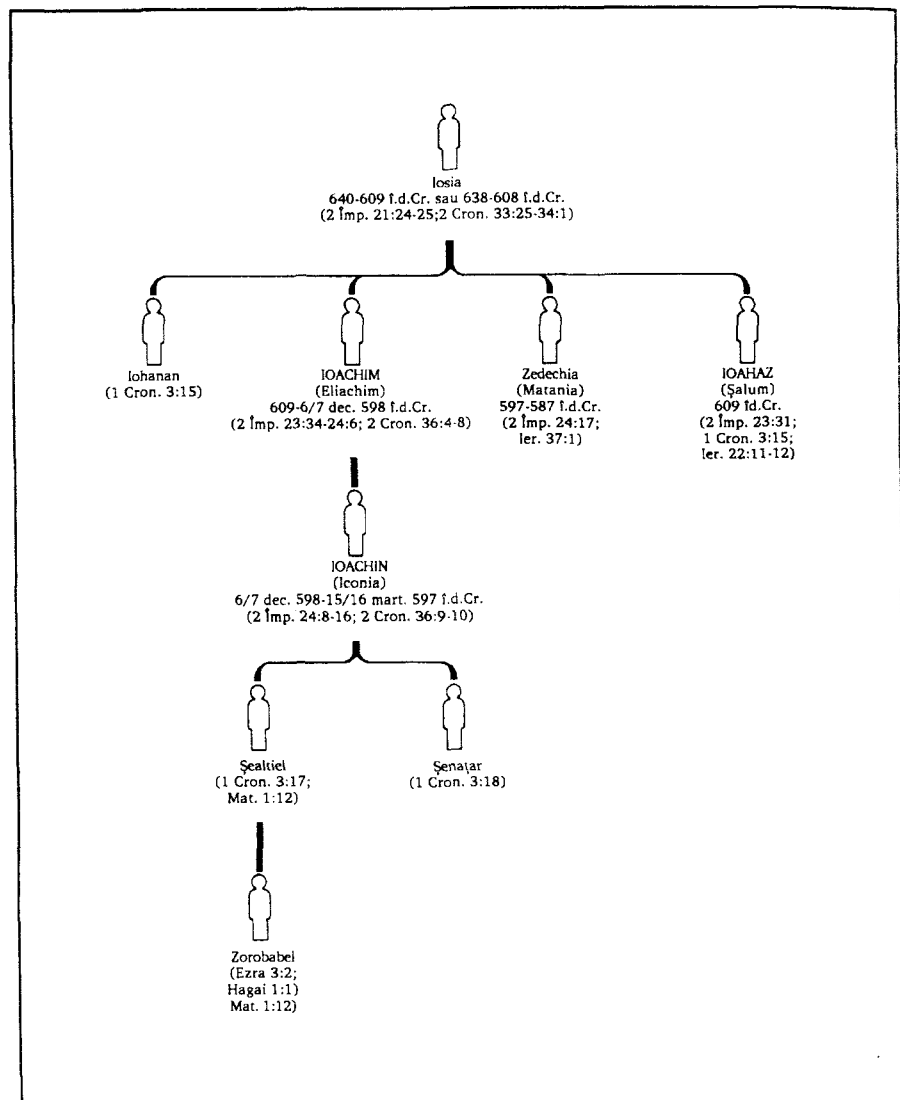 Iosia
640-609 î.d.Cr. sau 638-608 î.d.Cr.
(2 Împ. 21:24-25;2 Cron. 33:25-34:1)
Iohanan
(1 Cron. 3:15)
IOACHIM
(Eliachim)
609-6/7 dec. 598 î.d.Cr.
(2 Împ. 23:34-24:6; 2 Cron. 36:4-8)
Zedechia
(Matania)
597-587 î.d.Cr.
(2 Împ. 24:17;
Ier. 37:1)
IOAHAZ
(Şalum)
609 îd.Cr.
(2 Împ. 23:31;
1 Cron. 3:15;
Ier. 22:11-12)
IOACHIN
(Iconia)
6/7 dec. 598-15/16 mart. 597 î.d.Cr.
(2 Împ. 24:8-16; 2 Cron. 36:9-10)
Şealtiel
(1 Cron. 3:17;
Mat. 1:12)
Şenaţar
(1 Cron. 3:18)
Zorobabel
(Ezra 3:2;
Hagai 1:1)
Mat. 1:12)